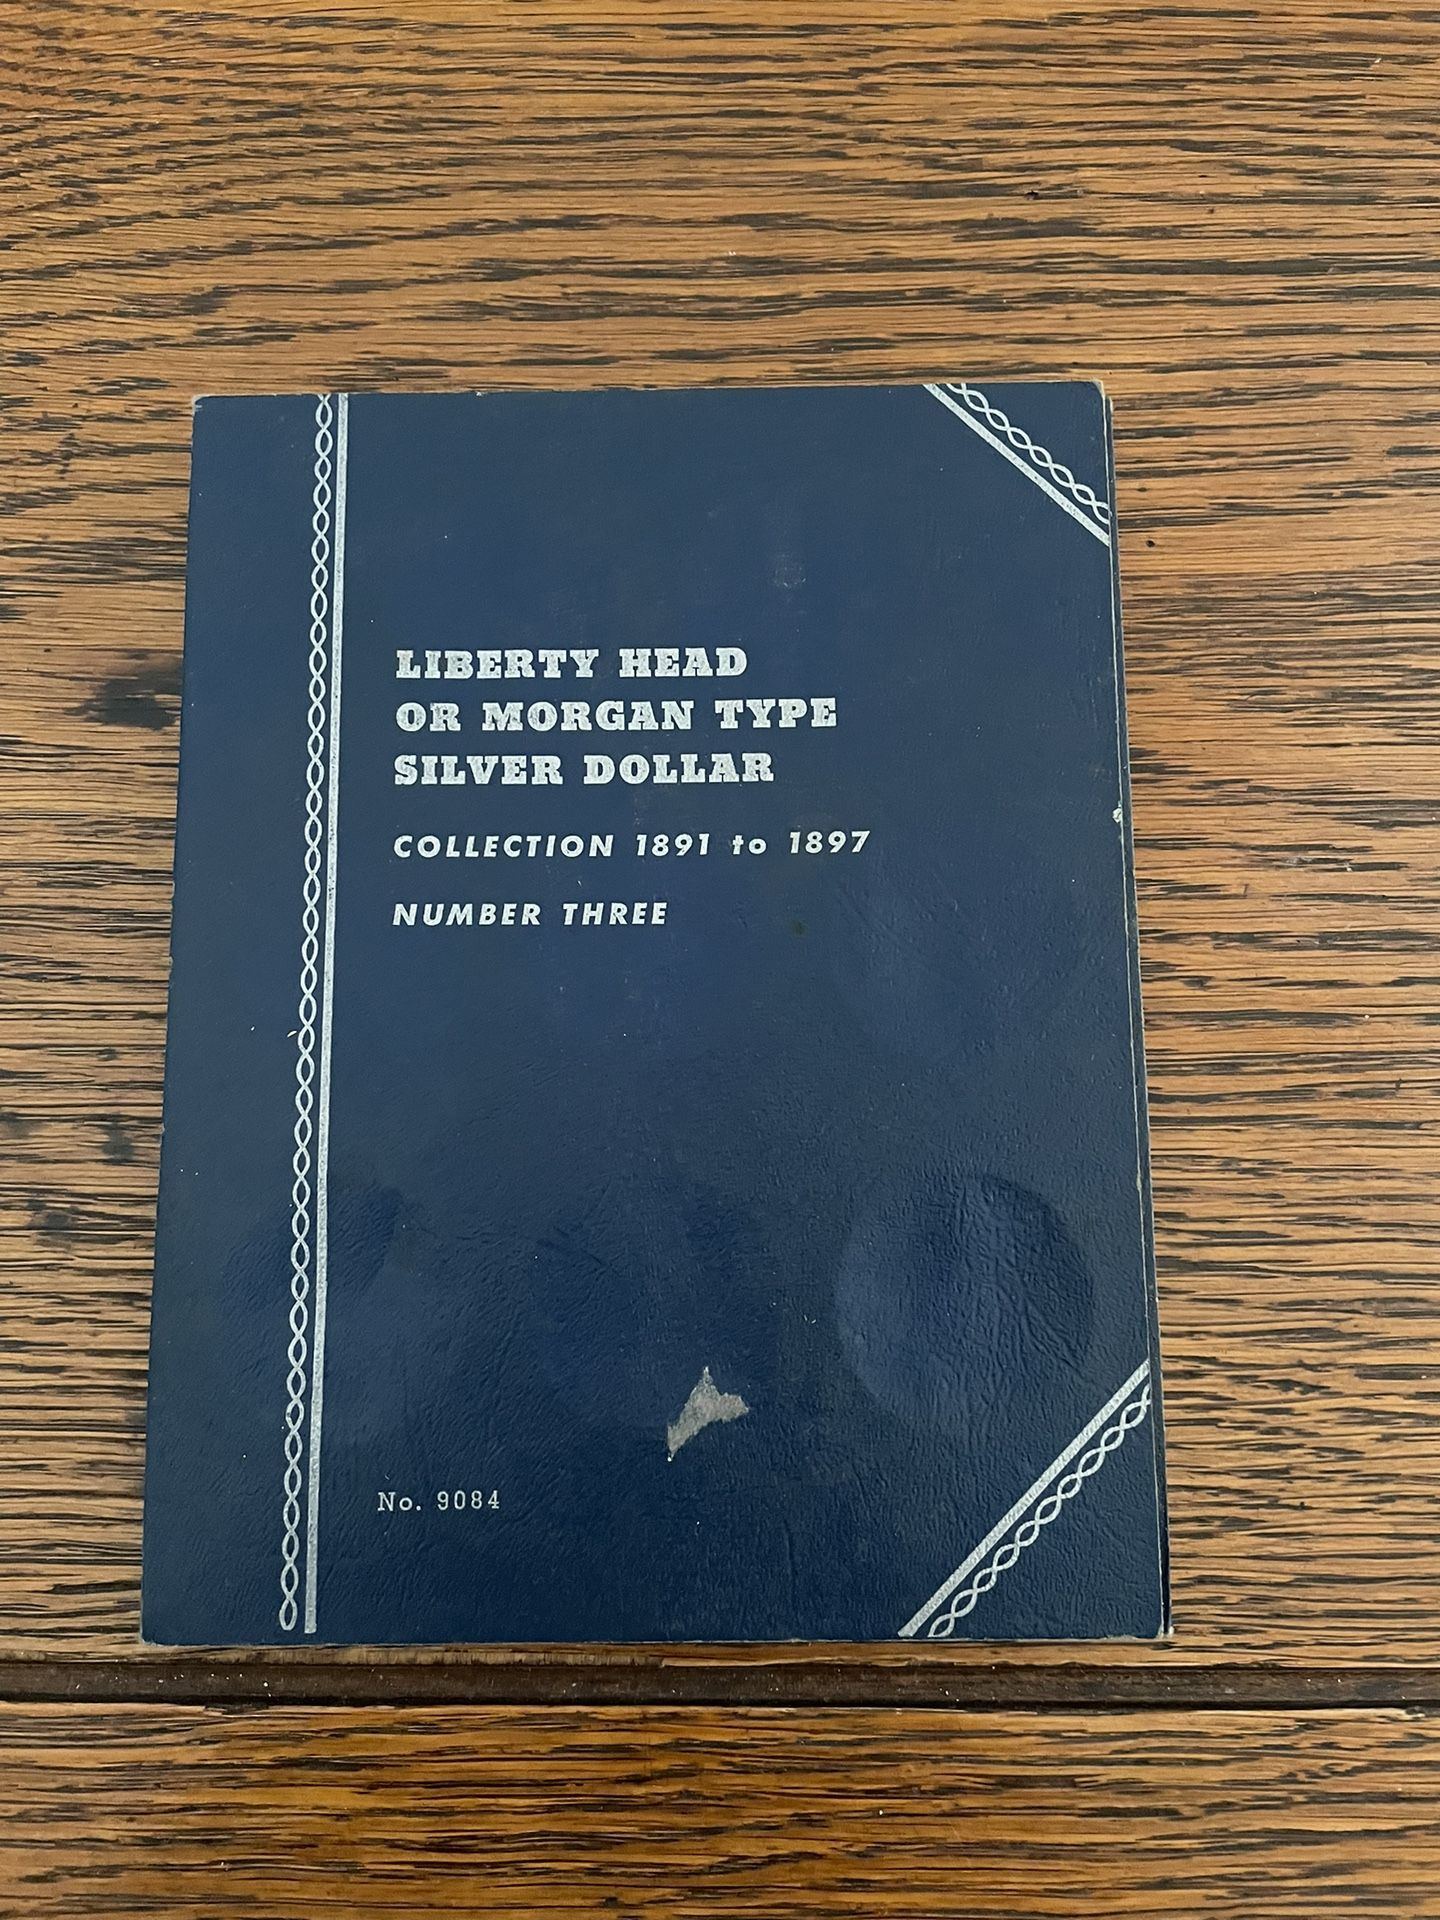 LIBERTY HEAD
OR MORGAN TYPE
SILVER DOLLAR
COLLECTION 1891 to 1897
NUMBER THREE
No. 9084